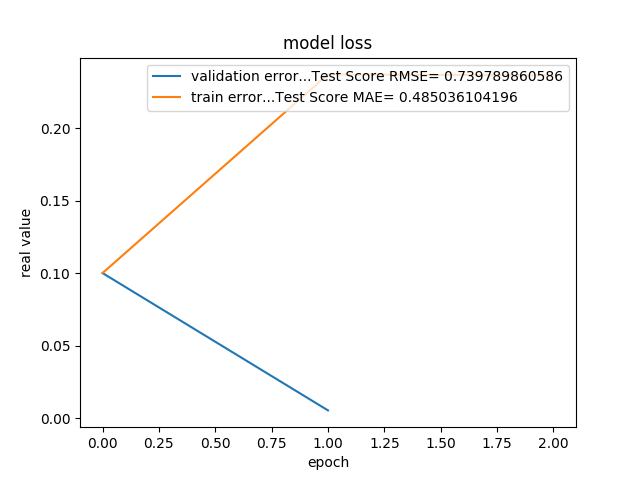 model loss
validation error...Test Score RMSE= 0.739789860586
train error...Test Score MAE= 0.485036104196
real value
0.20
0.15
0.10
0.05
0.00
0.00 0.25 0.50 0.75 1.00 1.25 1.50 1.75 2.00
epoch